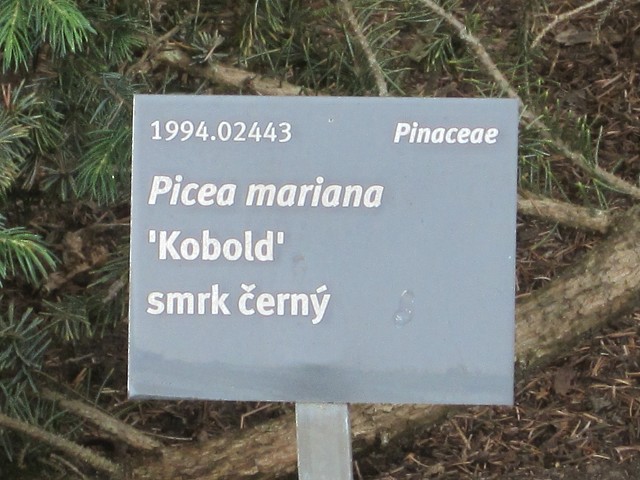 1994.02443 Pinaceae
Picea mariana
'Kobold'
smrk černý